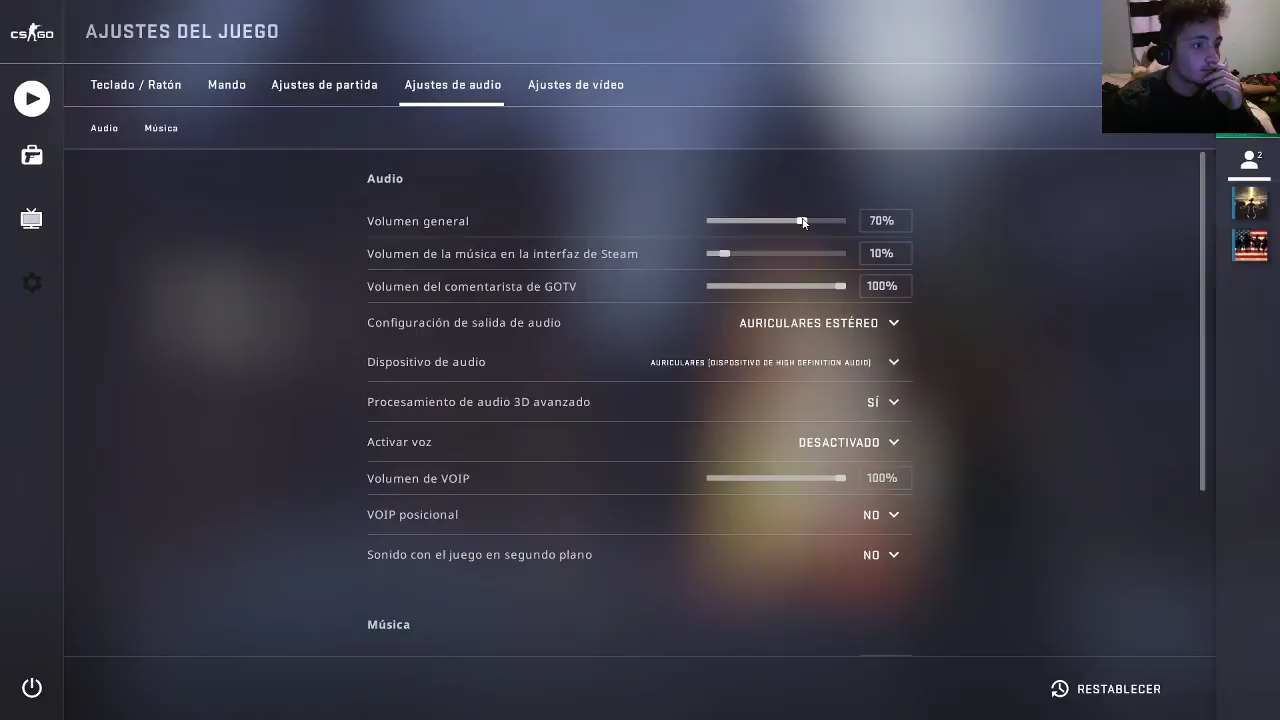 CS GO
AJUSTES DEL JUEGO
Teclado / Ratón Mando Ajustes de partida Ajustes de audio Ajustes de vídeo
Audio Música
2
Audio
Volumen general 70%
Volumen de la música en la interfaz de Steam 10%
Volumen del comentarista de GOTV 100%
Configuración de salida de audio AURICULARES ESTÉREO
Dispositivo de audio AURICULARES (DISPOSITIVO DE HIGH DEFINITION AUDIO)
Procesamiento de audio 3D avanzado SÍ
Activar voz DESACTIVADO
Volumen de VOIP 100%
VOIP posicional NO
Sonido con el juego en segundo plano NO
Música
RESTABLECER